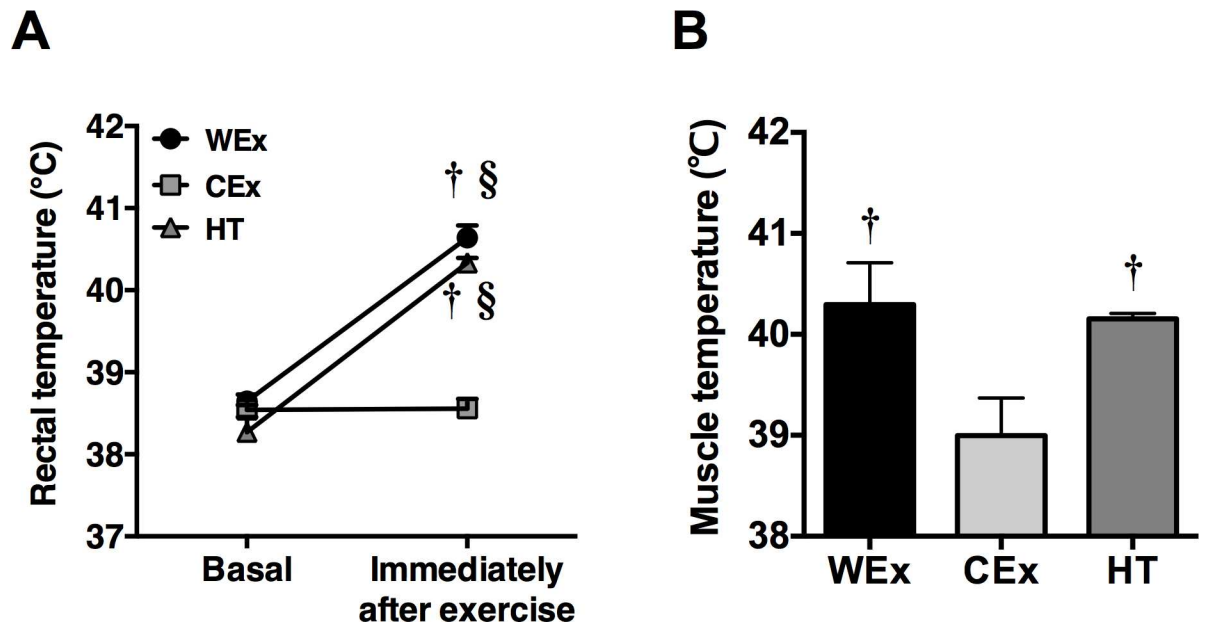 A
Rectal temperature (°C)
42
41
40
39
38
37
WEx
CEx
HT
† §
† §
Basal
Immediately
after exercise
B
Muscle temperature (℃)
42
41
40
39
38
†
†
WEx
CEx
HT